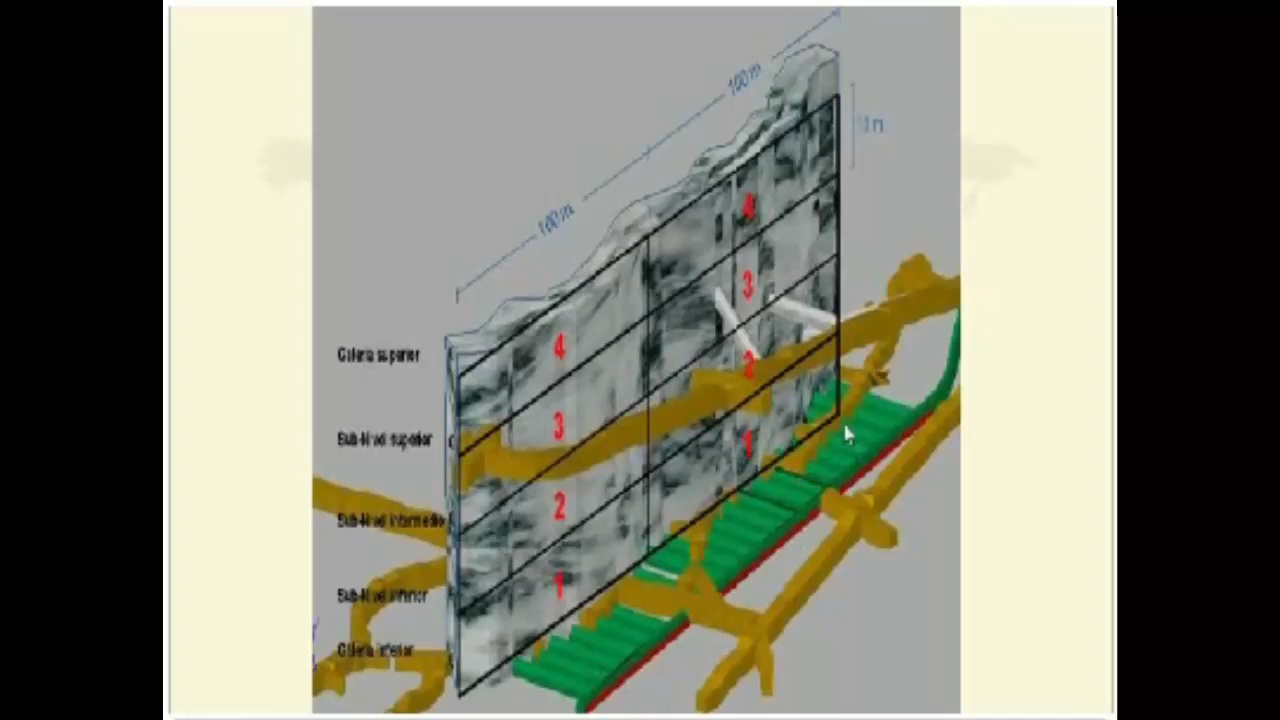 100 m
100 m
10 m
4
3
2
1
4
3
2
1
Galeria superior
Sub-Nivel superior
Sub-Nivel intermedio
Sub-Nivel inferior
Galeria inferior